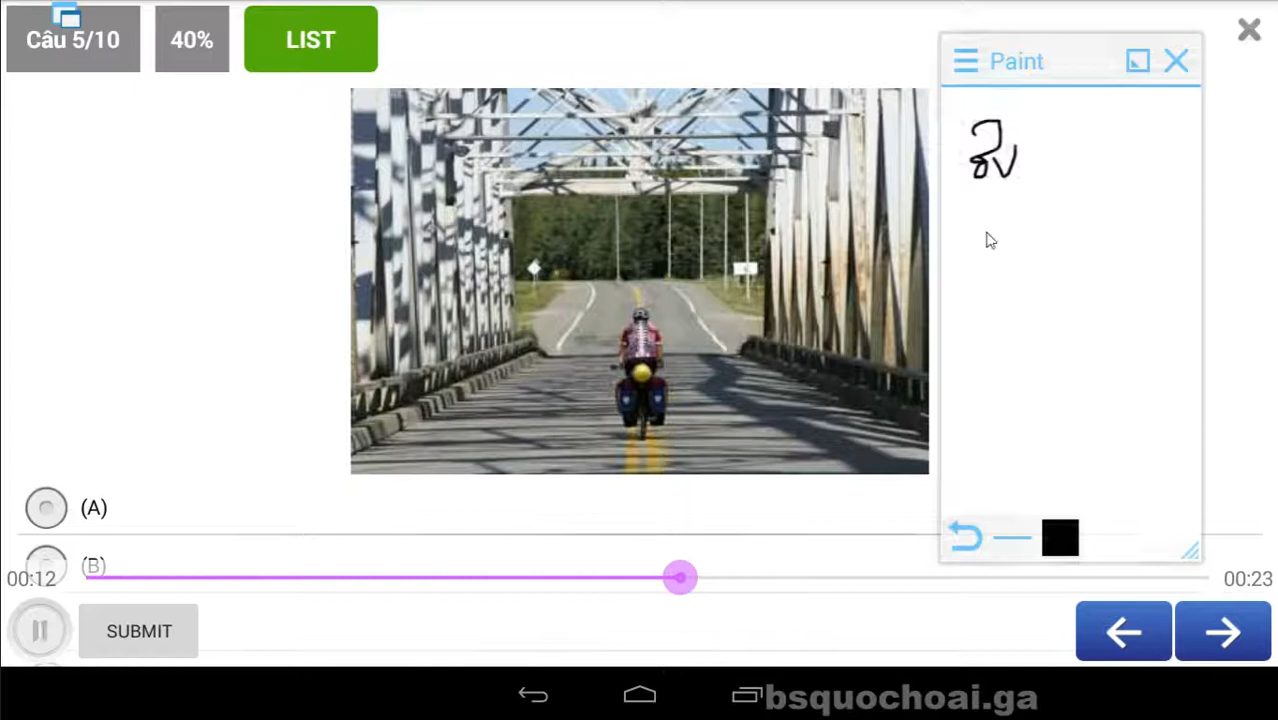 Câu 5/10 40% LIST
Paint
(A)
(B)
00:12 00:23
SUBMIT
bsquochoai.ga